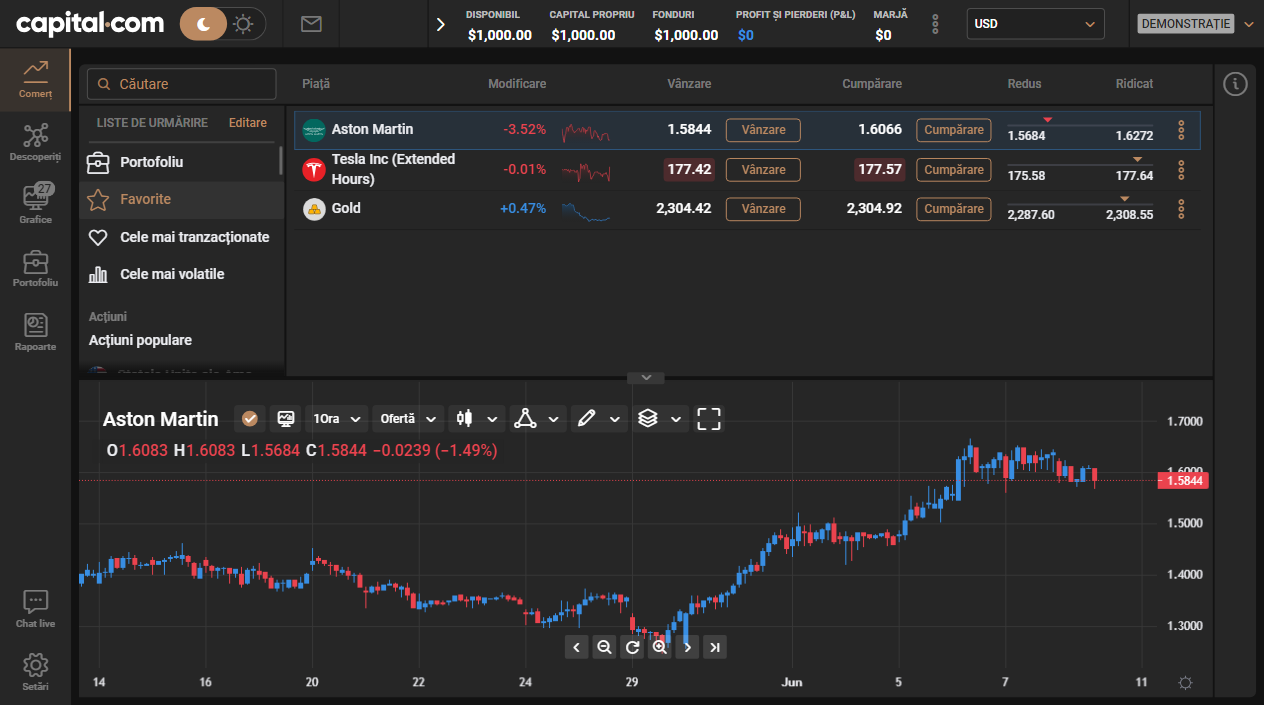 capital.com
DISPONIBIL CAPITAL PROPRIU FONDURI PROFIT ȘI PIERDERI (P&L) MARJĂ
$1,000.00 $1,000.00 $1,000.00 $0 $0
USD
DEMONSTRAȚIE
Comerț
Descoperiți
27
Grafice
Portofoliu
Rapoarte
Chat live
Setări
Căutare
LISTE DE URMĂRIRE Editare
Portofoliu
Favorite
Cele mai tranzacționate
Cele mai volatile
Acțiuni
Acțiuni populare
Piață Modificare Vânzare Cumpărare Redus Ridicat
Aston Martin -3.52% 1.5844 Vânzare 1.6066 Cumpărare 1.5684 1.6272
Tesla Inc (Extended
Hours) -0.01% 177.42 Vânzare 177.57 Cumpărare 175.58 177.64
Gold +0.47% 2,304.42 Vânzare 2,304.92 Cumpărare 2,287.60 2,308.55
Aston Martin 1Ora Ofertă
O1.6083 H1.6083 L1.5684 C1.5844 −0.0239 (−1.49%)
1.7000
1.6000
1.5844
1.5000
1.4000
1.3000
14 16 20 22 24 29 Jun 5 7 11